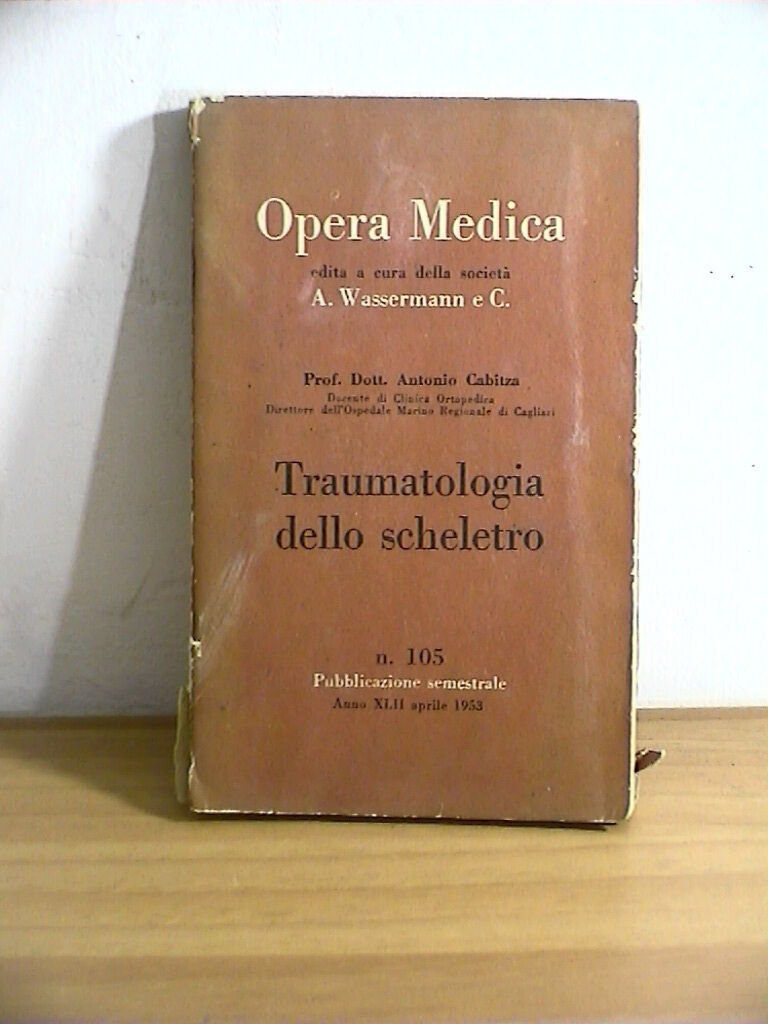 Opera Medica
edita a cura della società
A. Wassermann e C.
Prof. Dott. Antonio Cabitza
Docente di Clinica Ortopedica
Direttore dell'Ospedale Marino Regionale di Cagliari
Traumatologia
dello scheletro
n. 105
Pubblicazione semestrale
Anno XLII aprile 1953